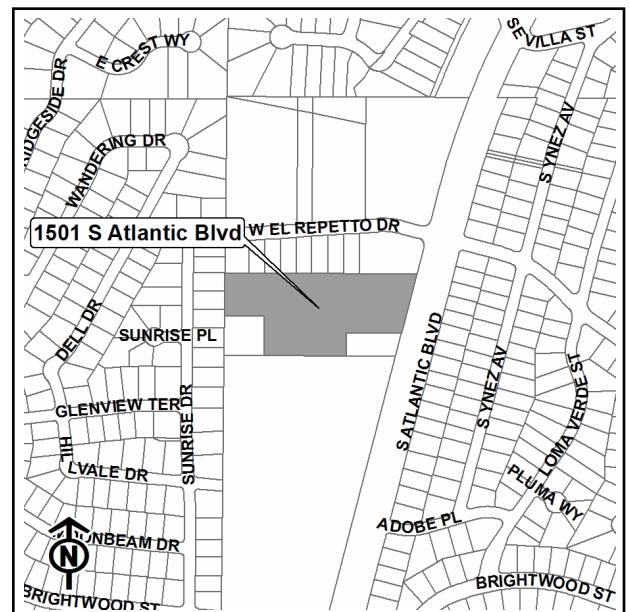 SEVILLA ST
E CREST WY
RIDGESIDE DR
S YNEZ AV
WANDERING DR
W EL REPETTO DR
1501 S Atlantic Blvd
DELL DR
SUNRISE PL
S ATLANTIC BLVD
S YNEZ AV
LOMA VERDE ST
GLENVIEW TER
SUNRISE DR
HIL
LVALE DR
PLUMA WY
ADOBE PL
N
ONBEAM DR
BRIGHTWOOD ST
BRIGHTWOOD ST